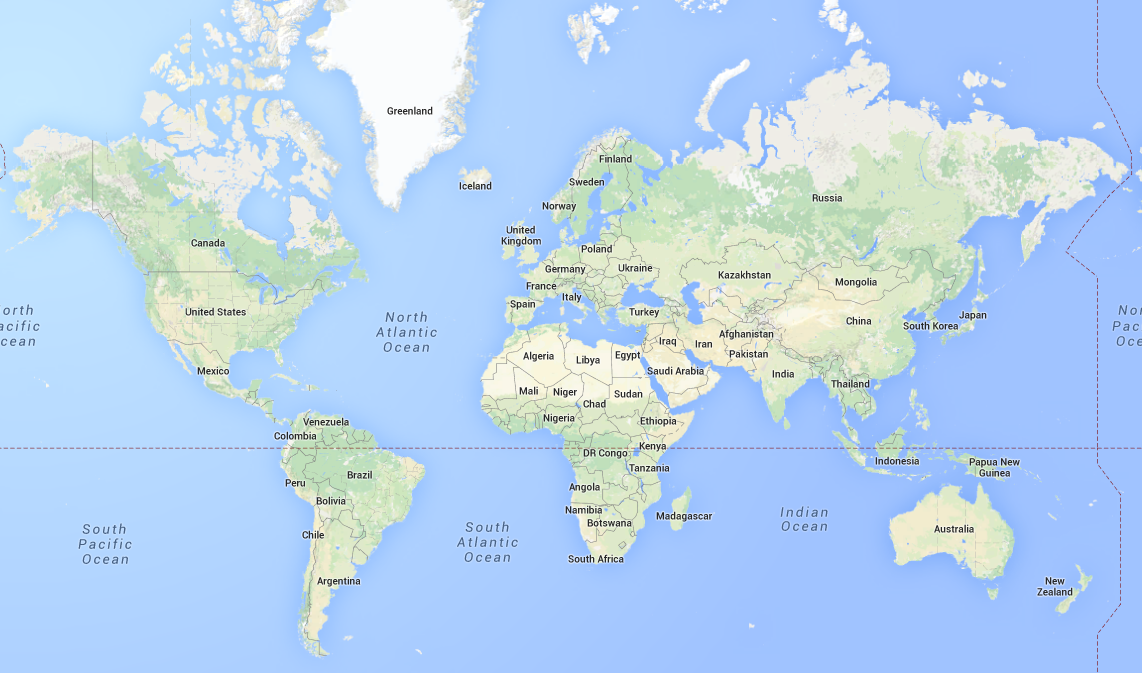 Greenland
Iceland
Finland
Sweden
Norway
Russia
United
Kingdom
Canada
Poland
Germany
Ukraine
Kazakhstan
Mongolia
France
Italy
Spain
United States
Turkey
China
Japan
South Korea
North
Atlantic
Ocean
orth
acific
cean
Nor
Pac
Oce
Iraq
Iran
Afghanistan
Pakistan
Algeria
Libya
Egypt
Saudi Arabia
India
Mexico
Thailand
Mali
Niger
Chad
Sudan
Nigeria
Ethiopia
Venezuela
Colombia
Kenya
DR Congo
Tanzania
Indonesia
Papua New
Guinea
Brazil
Peru
Bolivia
Angola
Namibia
Botswana
Madagascar
Indian
Ocean
South
Pacific
Ocean
South
Atlantic
Ocean
Chile
Australia
South Africa
Argentina
New
Zealand